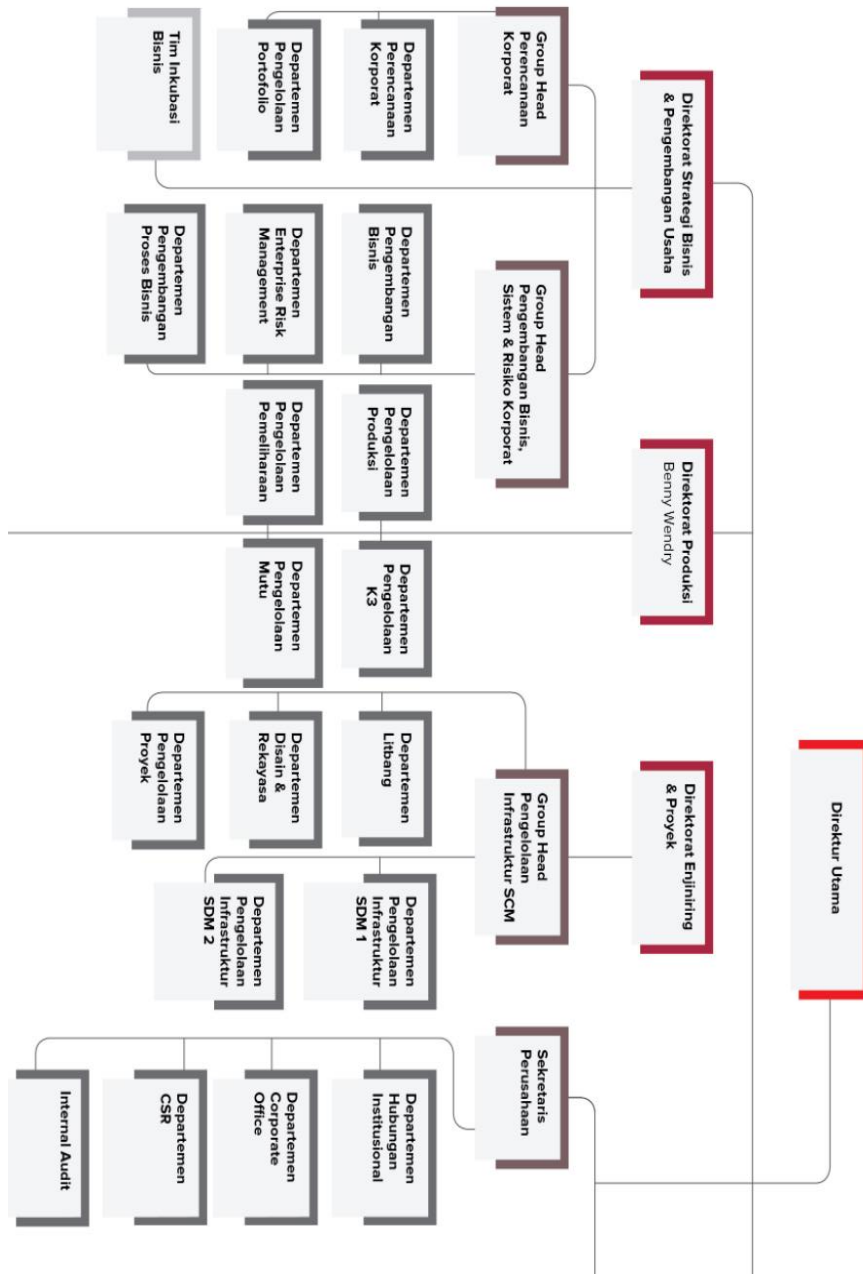 Direktur Utama
Direktorat Strategi Bisnis
& Pengembangan Usaha
Direktorat Produksi
Benny Wendry
Direktorat Enjiniring
& Proyek
Group Head
Perencanaan
Korporat
Group Head
Pengembangan Bisnis,
Sistem & Risiko Korporat
Group Head
Pengelolaan
Infrastruktur SCM
Sekretaris
Perusahaan
Departemen
Perencanaan
Korporat
Departemen
Pengembangan
Bisnis
Departemen
Pengelolaan
Produksi
Departemen
Pengelolaan
K3
Departemen
Litbang
Departemen
Pengelolaan
Infrastruktur
SDM 1
Departemen
Hubungan
Institusional
Departemen
Pengelolaan
Portofolio
Departemen
Enterprise Risk
Management
Departemen
Pengelolaan
Pemeliharaan
Departemen
Pengelolaan
Mutu
Departemen
Disain &
Rekayasa
Departemen
Pengelolaan
Infrastruktur
SDM 2
Departemen
Corporate
Office
Tim Inkubasi
Bisnis
Departemen
Pengembangan
Proses Bisnis
Departemen
Pengelolaan
Proyek
Departemen
CSR
Internal Audit